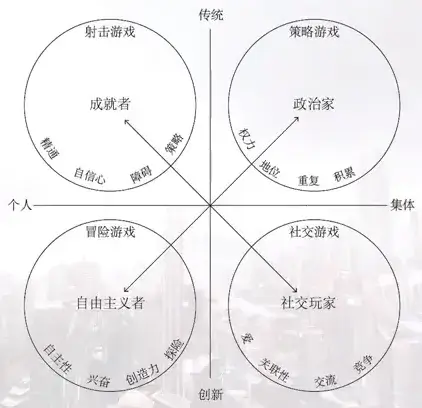 传统
射击游戏
策略游戏
成就者
政治家
精通
自信心
障碍
策略
权力
地位
重复
积累
个人
集体
冒险游戏
社交游戏
自由主义者
社交玩家
自主性
兴奋
创造力
探险
爱
关联性
交流
竞争
创新